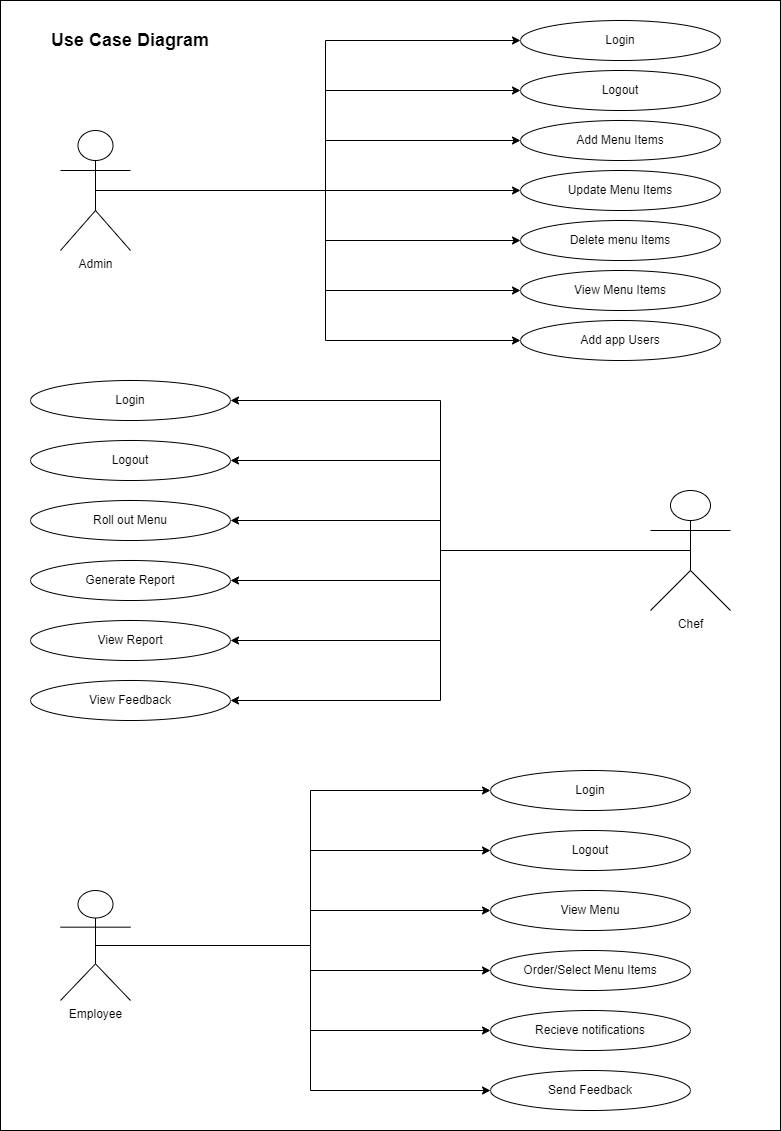 Use Case Diagram
Login
Logout
Add Menu Items
Update Menu Items
Delete menu Items
View Menu Items
Add app Users
Admin
Login
Logout
Roll out Menu
Generate Report
View Report
View Feedback
Chef
Login
Logout
View Menu
Order/Select Menu Items
Recieve notifications
Send Feedback
Employee